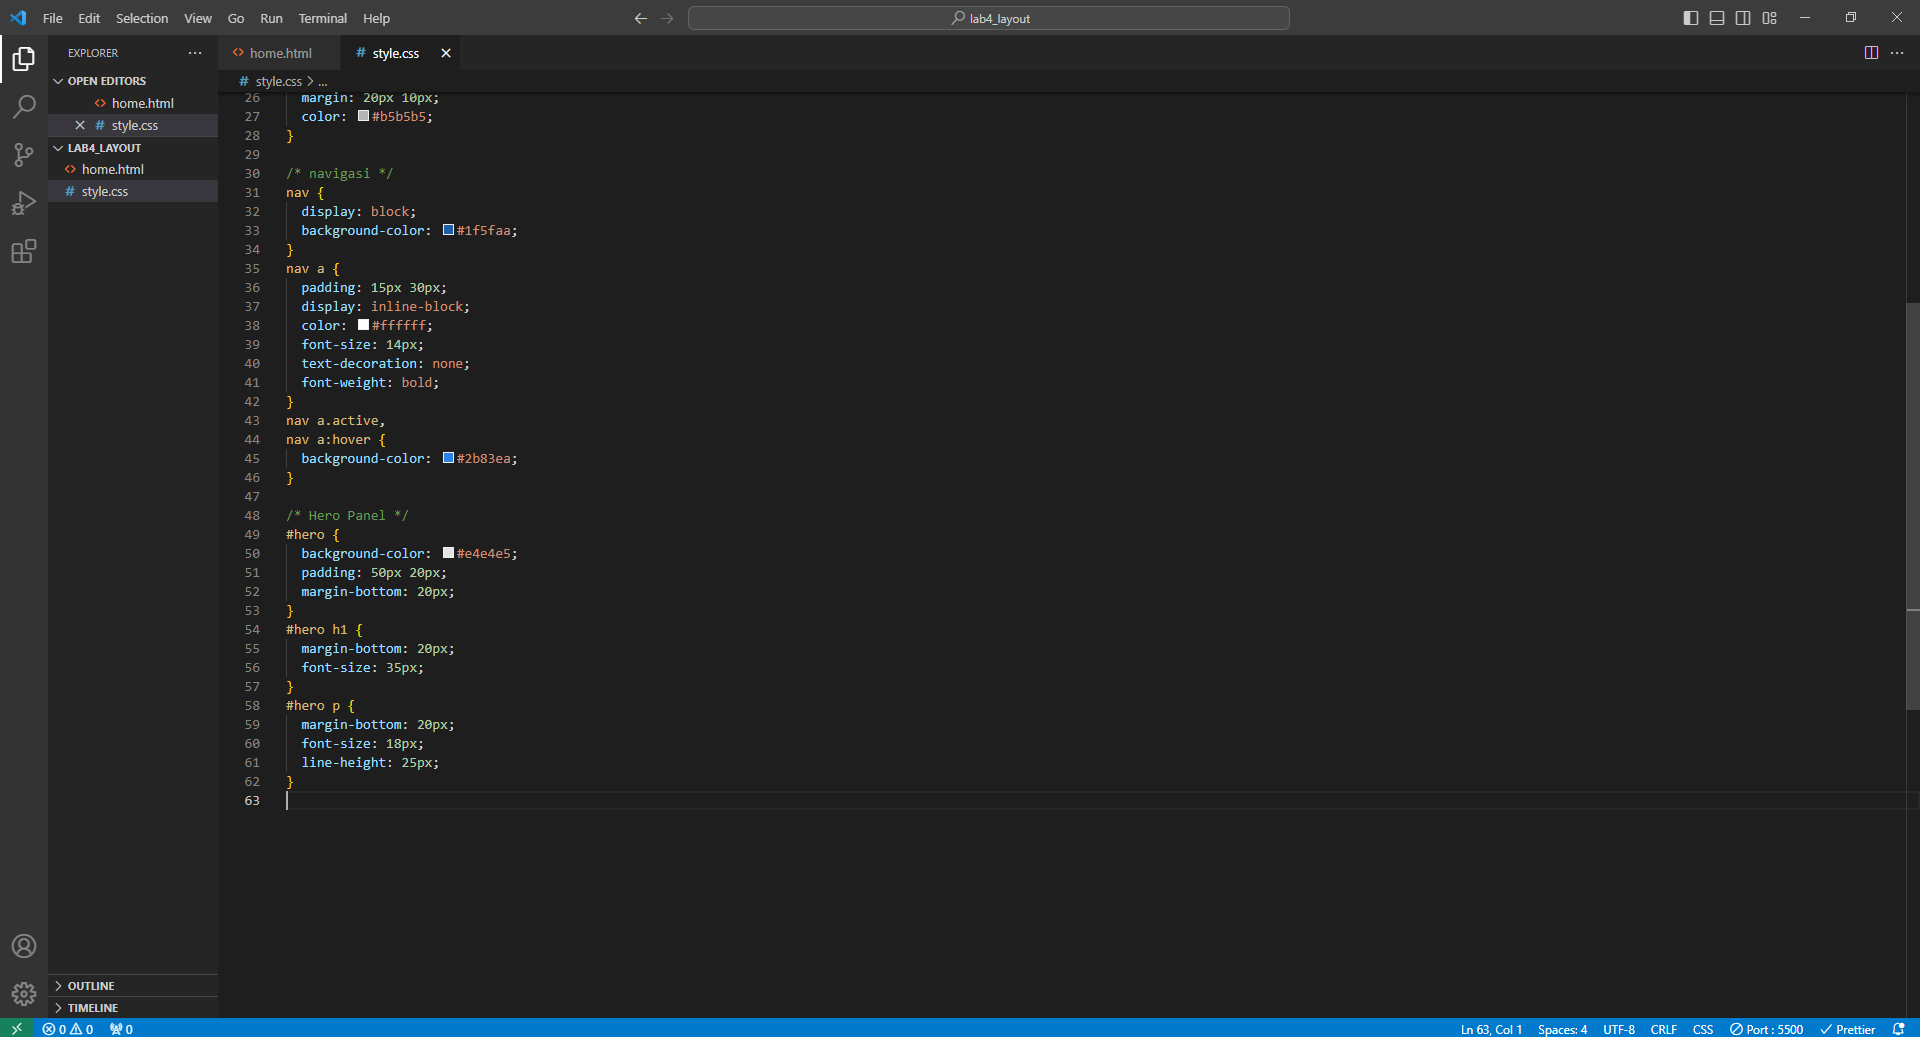 File Edit Selection View Go Run Terminal Help
lab4_layout
EXPLORER
OPEN EDITORS
home.html
style.css
LAB4_LAYOUT
home.html
style.css
OUTLINE
TIMELINE
home.html
style.css
style.css > ...
26 margin: 20px 10px;
27 color: #b5b5b5;
28 }
29
30 /* navigasi */
31 nav {
32 display: block;
33 background-color: #1f5faa;
34 }
35 nav a {
36 padding: 15px 30px;
37 display: inline-block;
38 color: #ffffff;
39 font-size: 14px;
40 text-decoration: none;
41 font-weight: bold;
42 }
43 nav a.active,
44 nav a:hover {
45 background-color: #2b83ea;
46 }
47
48 /* Hero Panel */
49 #hero {
50 background-color: #e4e4e5;
51 padding: 50px 20px;
52 margin-bottom: 20px;
53 }
54 #hero h1 {
55 margin-bottom: 20px;
56 font-size: 35px;
57 }
58 #hero p {
59 margin-bottom: 20px;
60 font-size: 18px;
61 line-height: 25px;
62 }
63
0 0 0 Ln 63, Col 1 Spaces: 4 UTF-8 CRLF CSS Port : 5500 Prettier